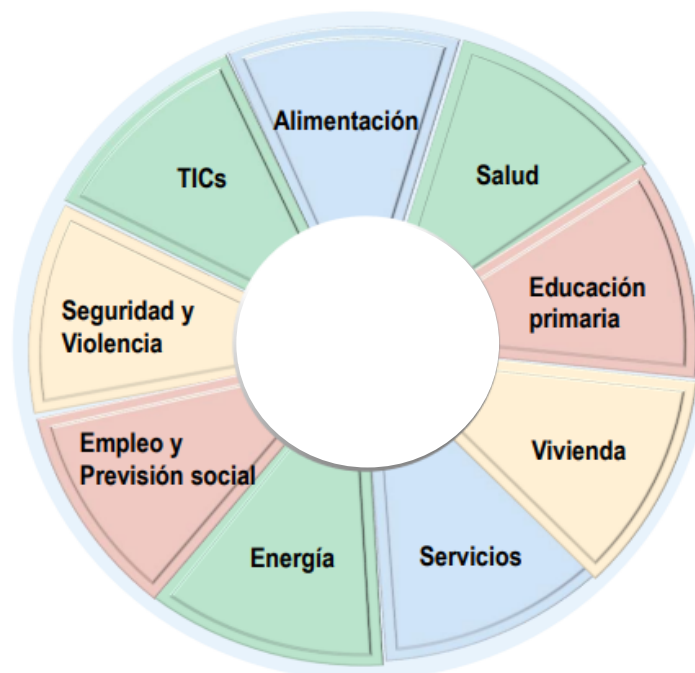 Alimentación
Salud
Educación
primaria
Vivienda
Servicios
Energía
Empleo y
Previsión social
Seguridad y
Violencia
TICs